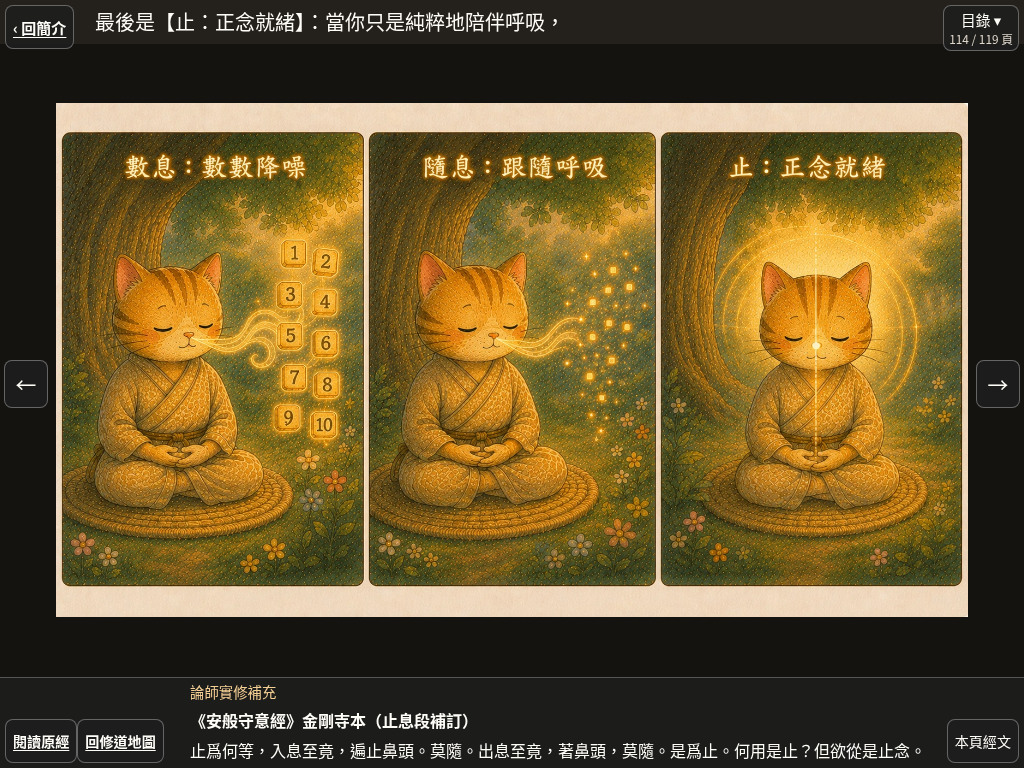 ‹ 回簡介
最後是【止：正念就緒】：當你只是純粹地陪伴呼吸，
目錄 ▾
114 / 119 頁
數息：數數降噪
1
2
3
4
5
6
7
8
9
10
隨息：跟隨呼吸
止：正念就緒
←
→
論師實修補充
《安般守意經》金剛寺本（止息段補訂）
止爲何等，入息至竟，遍止鼻頭。莫隨。出息至竟，著鼻頭，莫隨。是爲止。何用是止？但欲從是止念。
閱讀原經
回修道地圖
本頁經文